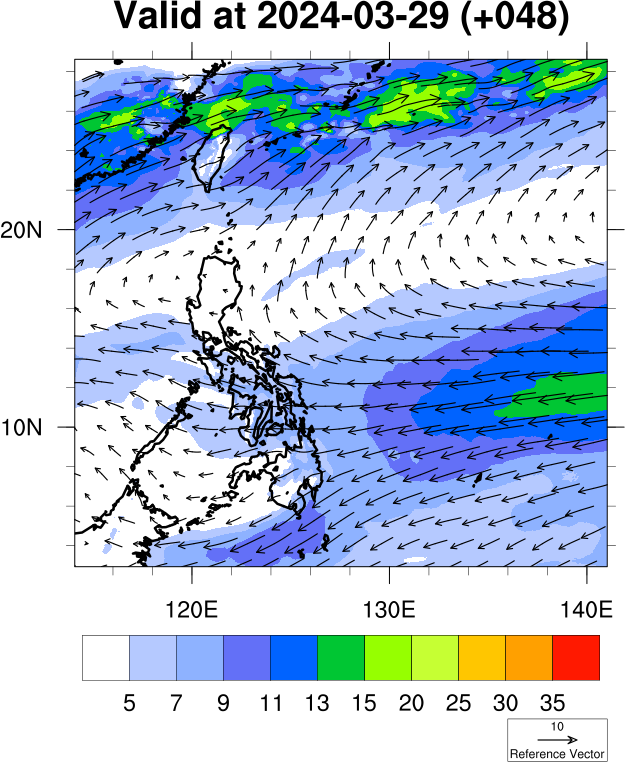 Valid at 2024-03-29 (+048)
20N
10N
120E 130E 140E
5 7 9 11 13 15 20 25 30 35
10
Reference Vector